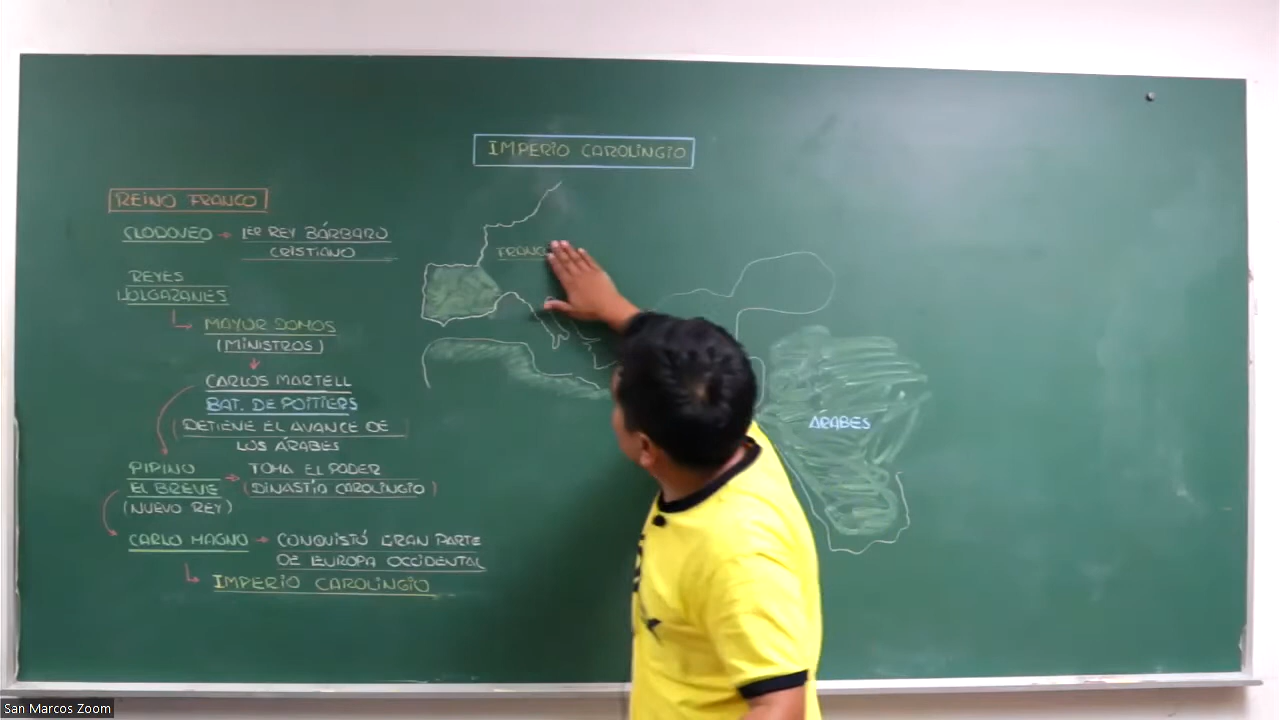 IMPERIO CAROLINGIO
REINO FRANCO
CLODOVEO → 1ER REY BÁRBARO
CRISTIANO
REYES
HOLGAZANES
MAYOR DOMOS
(MINISTROS)
CARLOS MARTELL
BAT. DE POITIERS
(DETIENE EL AVANCE DE
LOS ÁRABES
PIPINO → TOMA EL PODER
EL BREVE (DINASTÍA CAROLINGIO)
(NUEVO REY)
CARLO MAGNO → CONQUISTÓ GRAN PARTE
DE EUROPA OCCIDENTAL
IMPERIO CAROLINGIO
FRANC
ÁRABES
San Marcos Zoom